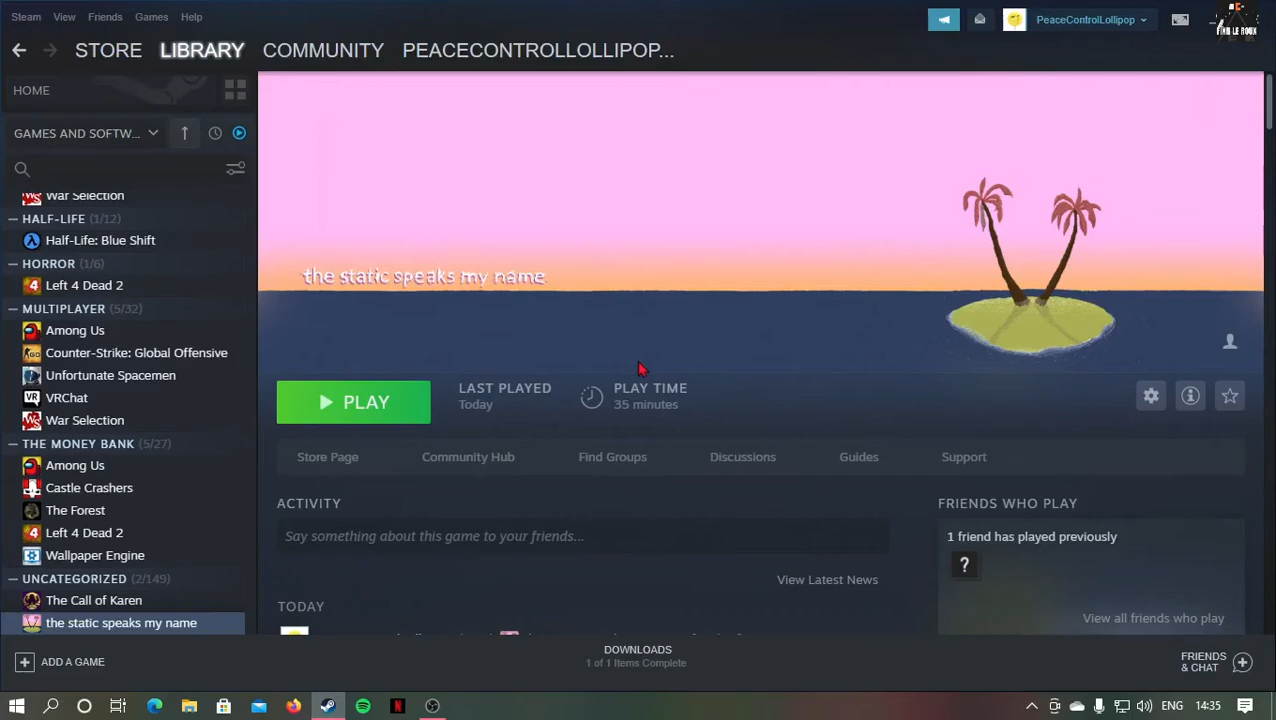 Steam View Friends Games Help
PeaceControlLollipop
STORE LIBRARY COMMUNITY PEACECONTROLLOLLIPOP...
FINN LE ROUX
HOME
GAMES AND SOFTW...
War Selection
HALF-LIFE (1/12)
Half-Life: Blue Shift
HORROR (1/6)
Left 4 Dead 2
MULTIPLAYER (5/32)
Among Us
Counter-Strike: Global Offensive
Unfortunate Spacemen
VRChat
War Selection
THE MONEY BANK (5/27)
Among Us
Castle Crashers
The Forest
Left 4 Dead 2
Wallpaper Engine
UNCATEGORIZED (2/149)
The Call of Karen
the static speaks my name
ADD A GAME
the static speaks my name
PLAY
LAST PLAYED
Today
PLAY TIME
35 minutes
Store Page Community Hub Find Groups Discussions Guides Support
ACTIVITY
Say something about this game to your friends...
View Latest News
TODAY
FRIENDS WHO PLAY
1 friend has played previously
?
View all friends who play
DOWNLOADS
1 of 1 Items Complete
FRIENDS
& CHAT
ENG 14:35